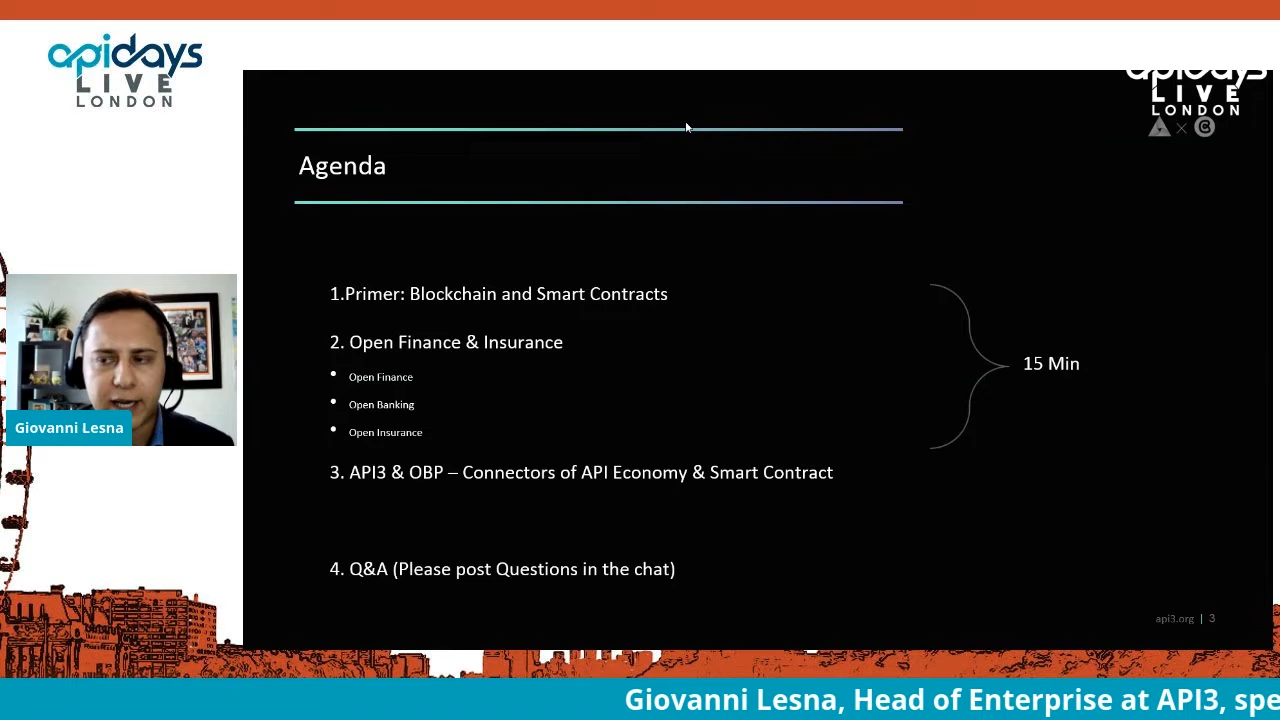 apidays
LIVE
LONDON
apidays
LIVE
LONDON
Agenda
1.Primer: Blockchain and Smart Contracts
2. Open Finance & Insurance
• Open Finance
• Open Banking
• Open Insurance
15 Min
3. API3 & OBP – Connectors of API Economy & Smart Contract
4. Q&A (Please post Questions in the chat)
api3.org | 3
Giovanni Lesna
Giovanni Lesna, Head of Enterprise at API3, spe